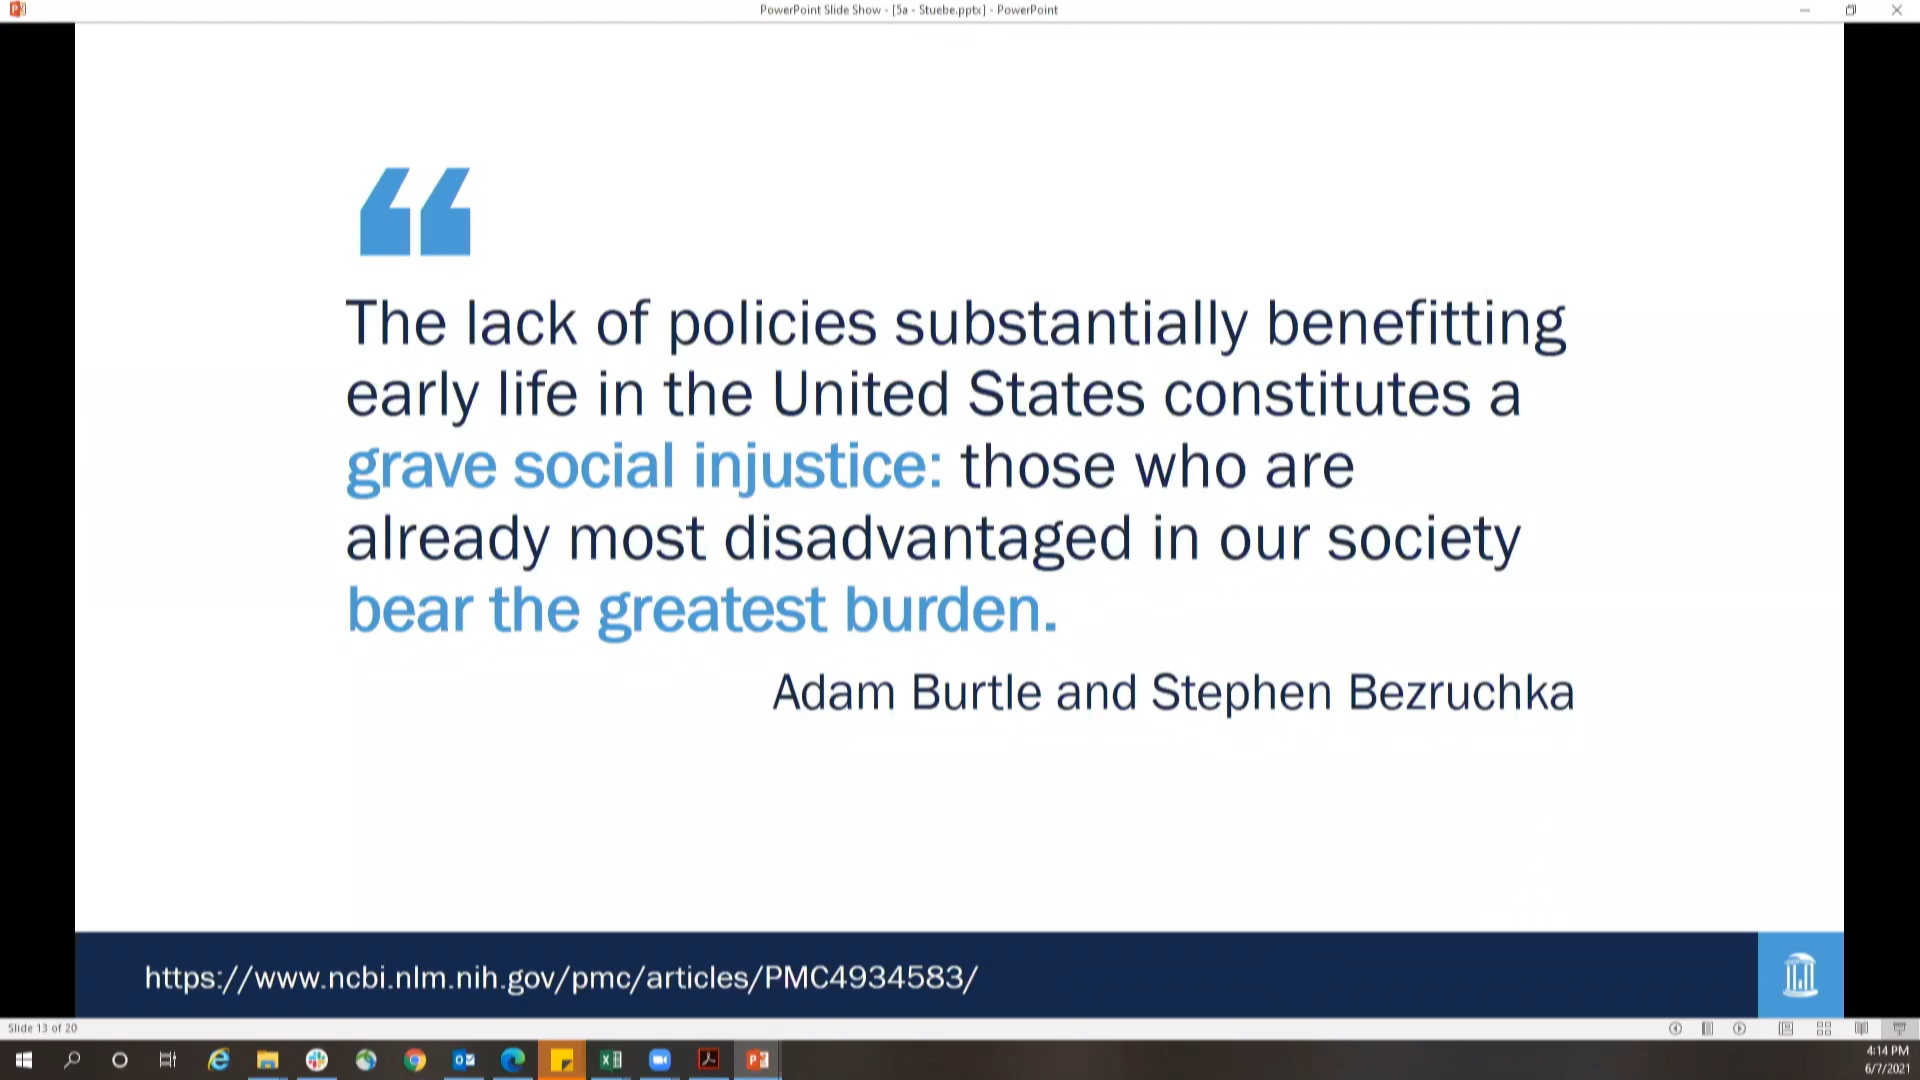 PowerPoint Slide Show - [5a - Stuebe.pptx] - PowerPoint
“
The lack of policies substantially benefitting
early life in the United States constitutes a
grave social injustice: those who are
already most disadvantaged in our society
bear the greatest burden.
Adam Burtle and Stephen Bezruchka
https://www.ncbi.nlm.nih.gov/pmc/articles/PMC4934583/
Slide 13 of 20
4:14 PM
6/7/2021